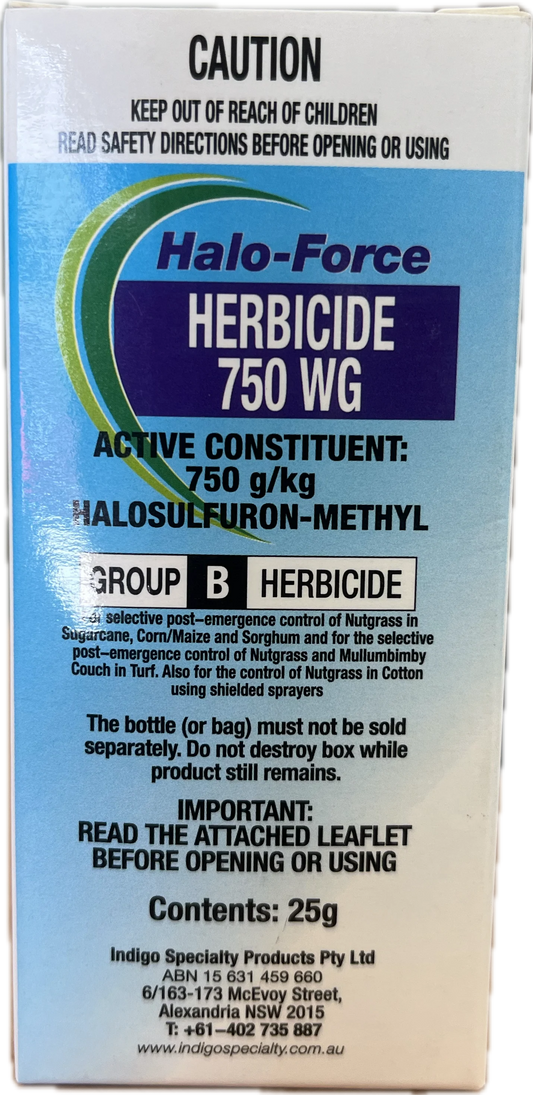 CAUTION
KEEP OUT OF REACH OF CHILDREN
READ SAFETY DIRECTIONS BEFORE OPENING OR USING
Halo-Force
HERBICIDE
750 WG
ACTIVE CONSTITUENT:
750 g/kg
HALOSULFURON-METHYL
GROUP B HERBICIDE
For selective post–emergence control of Nutgrass in
Sugarcane, Corn/Maize and Sorghum and for the selective
post–emergence control of Nutgrass and Mullumbimby
Couch in Turf. Also for the control of Nutgrass in Cotton
using shielded sprayers
The bottle (or bag) must not be sold
separately. Do not destroy box while
product still remains.
IMPORTANT:
READ THE ATTACHED LEAFLET
BEFORE OPENING OR USING
Contents: 25g
Indigo Specialty Products Pty Ltd
ABN 15 631 459 660
6/163-173 McEvoy Street,
Alexandria NSW 2015
T: +61–402 735 887
www.indigospecialty.com.au